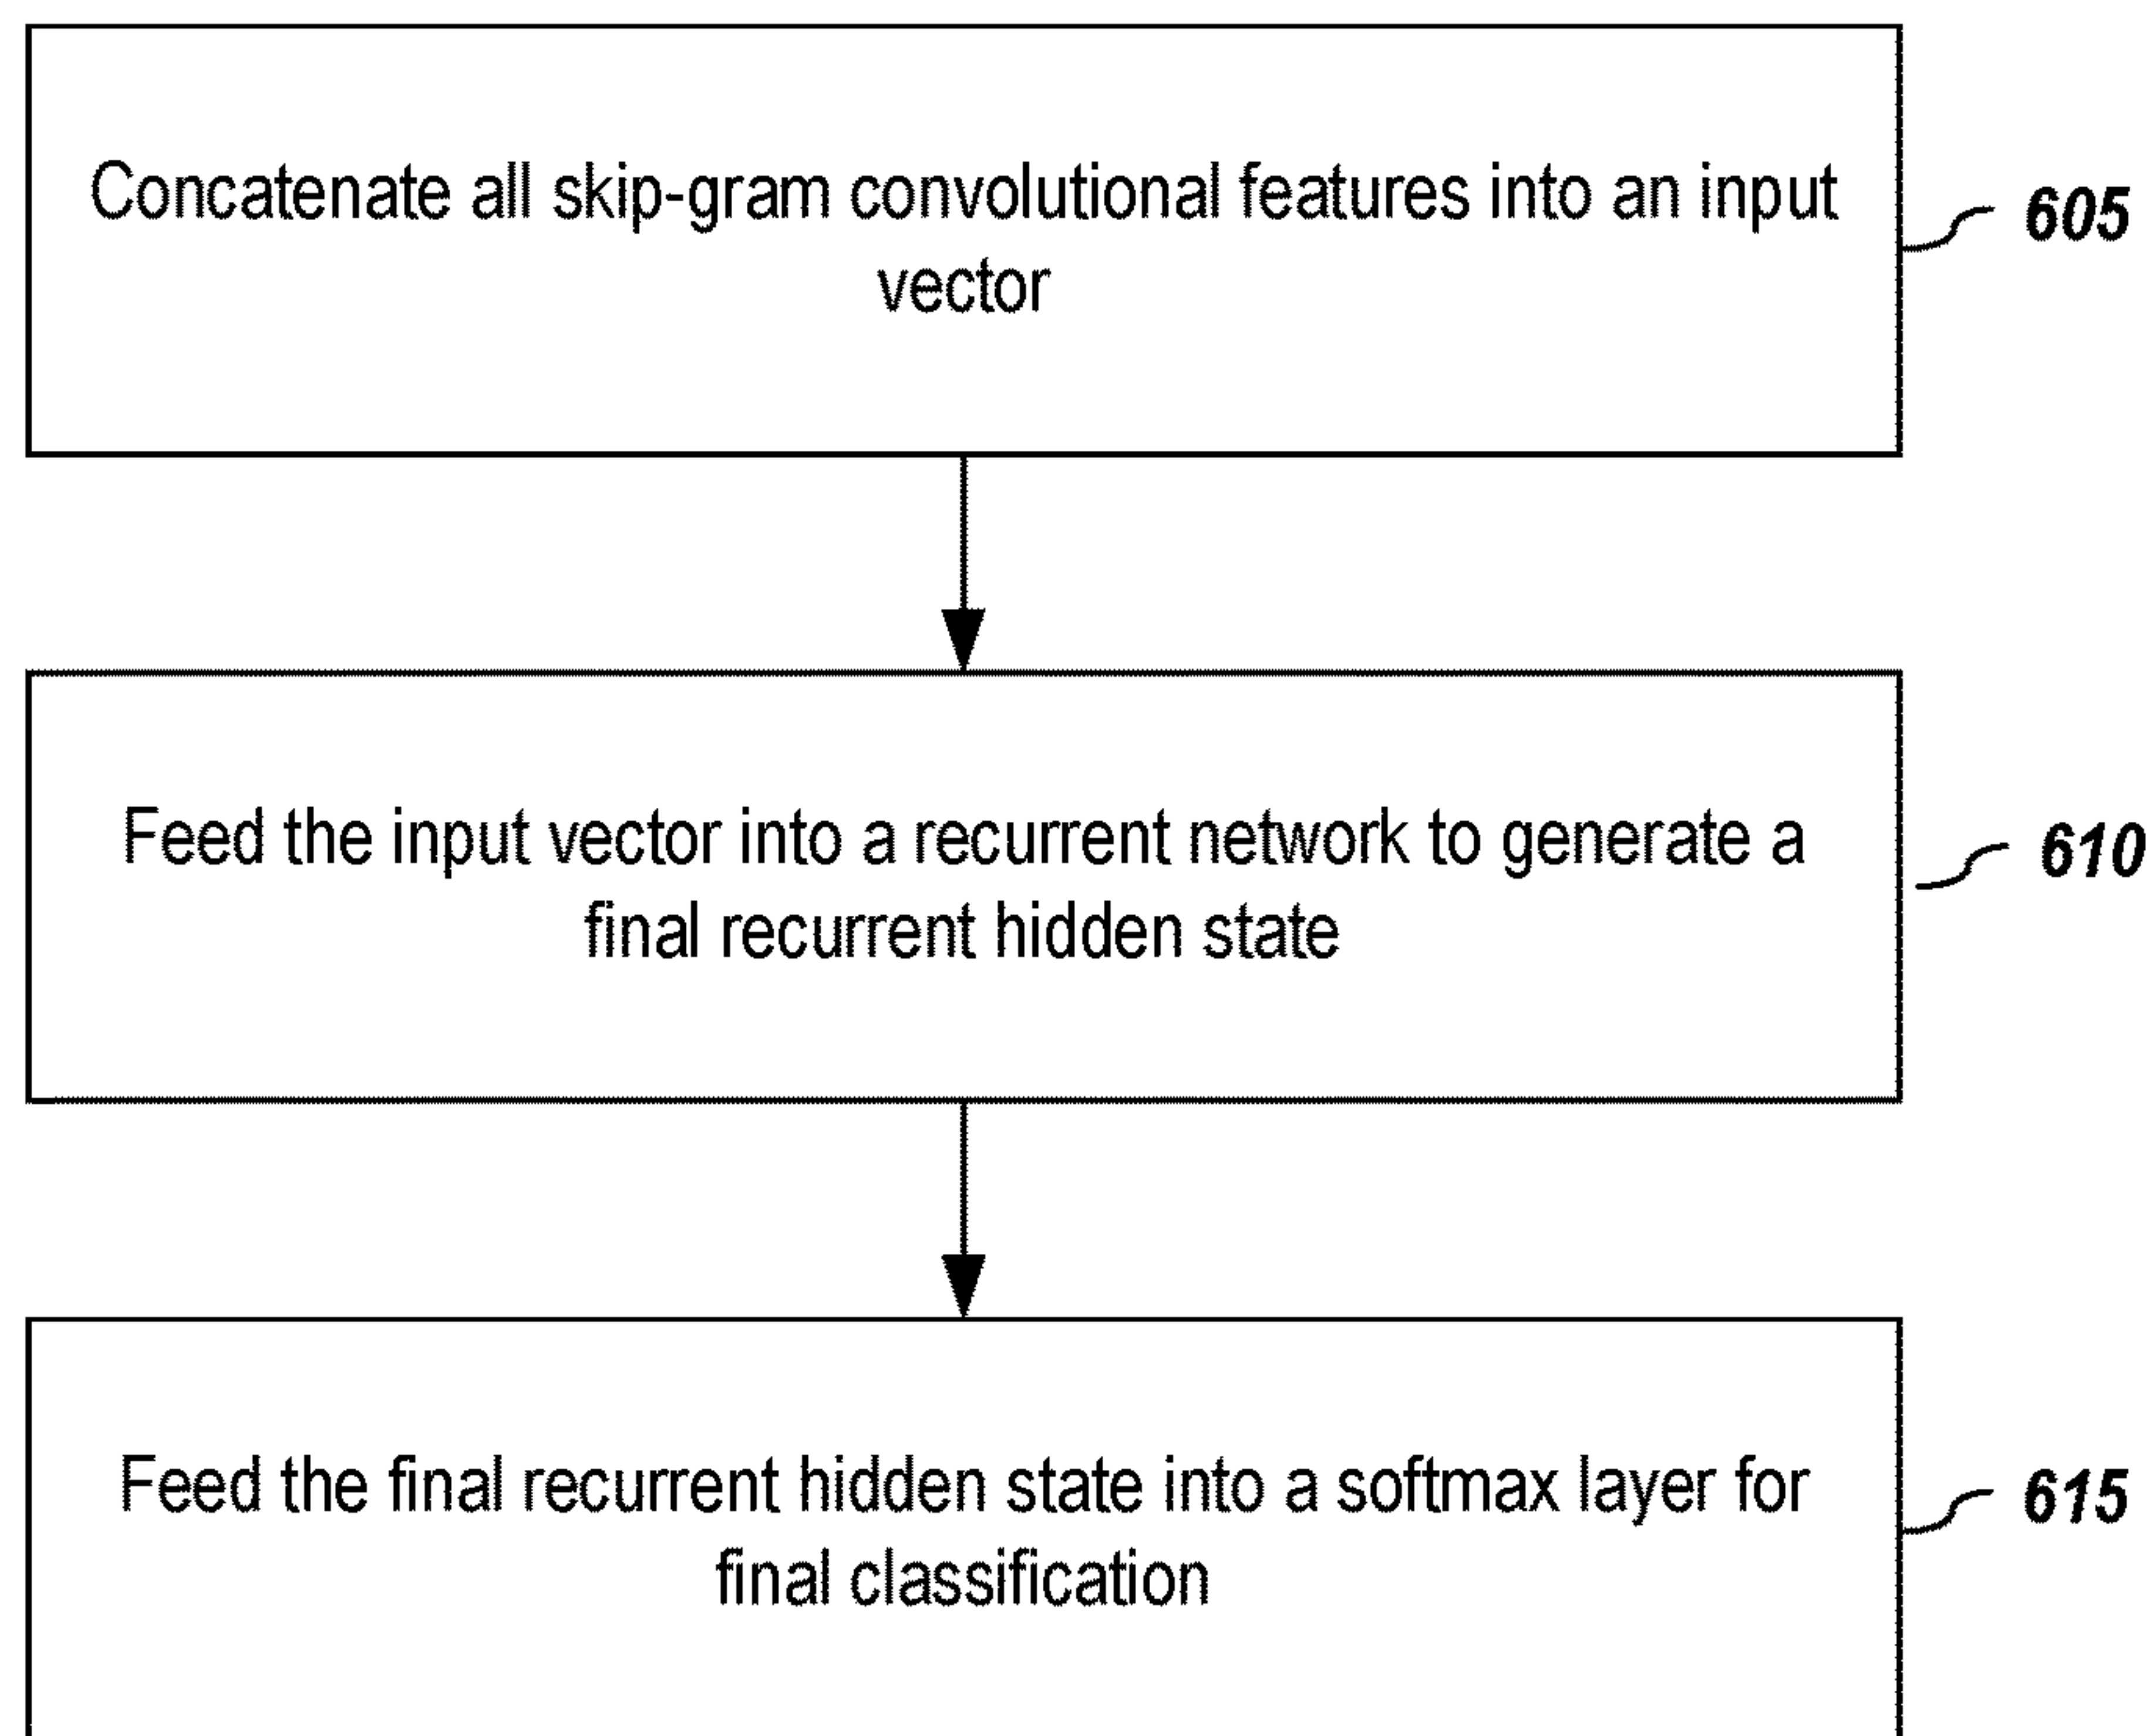 Concatenate all skip-gram convolutional features into an input
vector
605
Feed the input vector into a recurrent network to generate a
final recurrent hidden state
610
Feed the final recurrent hidden state into a softmax layer for
final classification
615